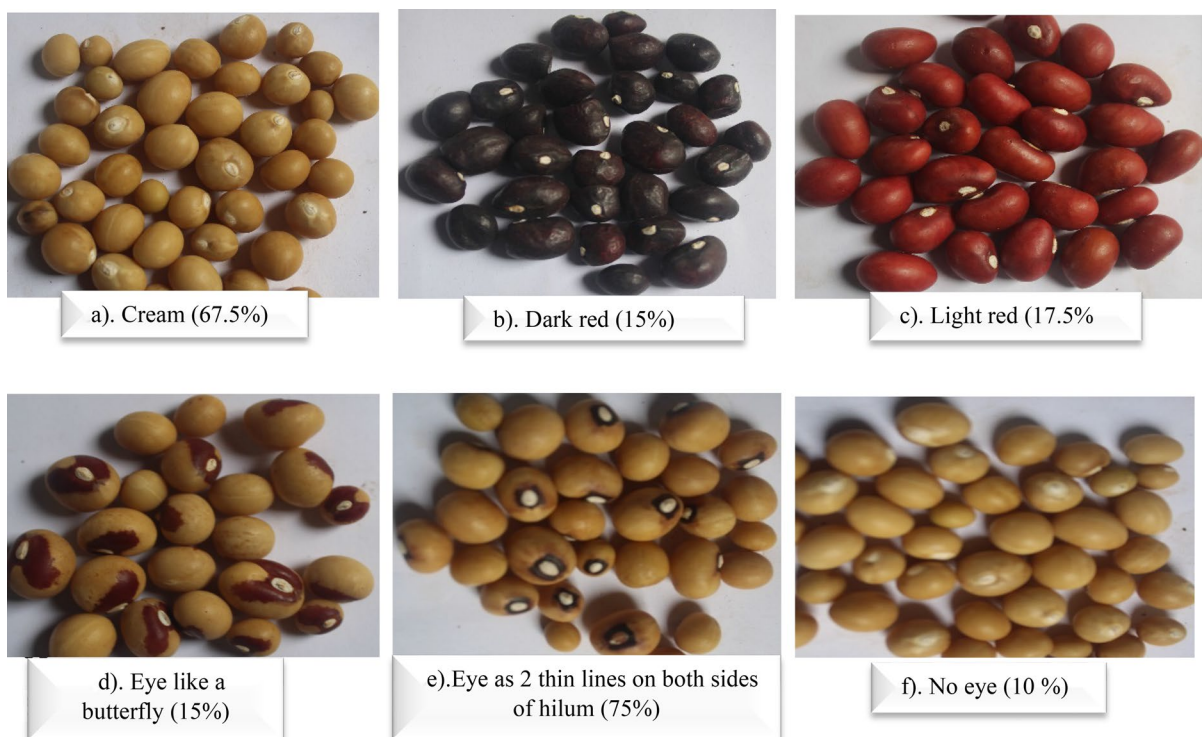 a). Cream (67.5%)
b). Dark red (15%)
c). Light red (17.5%
d). Eye like a
butterfly (15%)
e).Eye as 2 thin lines on both sides
of hilum (75%)
f). No eye (10 %)